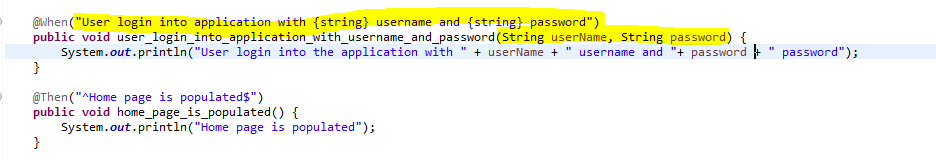 @When("User login into application with {string} username and {string} password")
public void user_login_into_application_with_username_and_password(String userName, String password) {
System.out.println("User login into the application with " + userName + " username and "+ password + " password");
}
@Then("^Home page is populated$")
public void home_page_is_populated() {
System.out.println("Home page is populated");
}